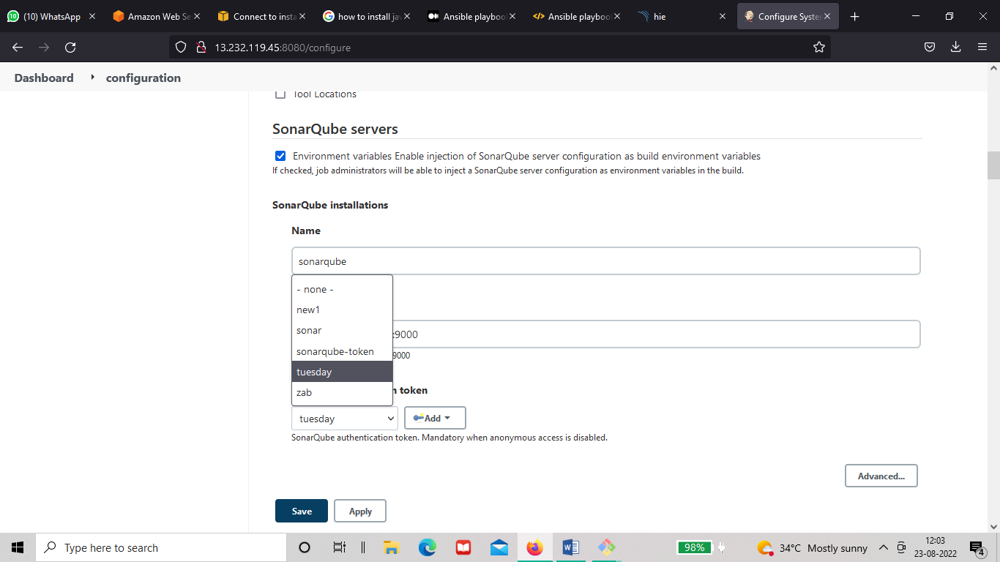 (10) WhatsApp
Amazon Web Se
Connect to insta
how to install jav
Ansible playboo
Ansible playboo
hie
Configure System
13.232.119.45:8080/configure
Dashboard
configuration
Tool Locations
SonarQube servers
Environment variables Enable injection of SonarQube server configuration as build environment variables
If checked, job administrators will be able to inject a SonarQube server configuration as environment variables in the build.
SonarQube installations
Name
sonarqube
- none -
new1
sonar
:9000
sonarqube-token
9000
tuesday
zab
n token
tuesday
Add
SonarQube authentication token. Mandatory when anonymous access is disabled.
Advanced...
Save
Apply
Type here to search
98%
34°C Mostly sunny
12:03
23-08-2022
4